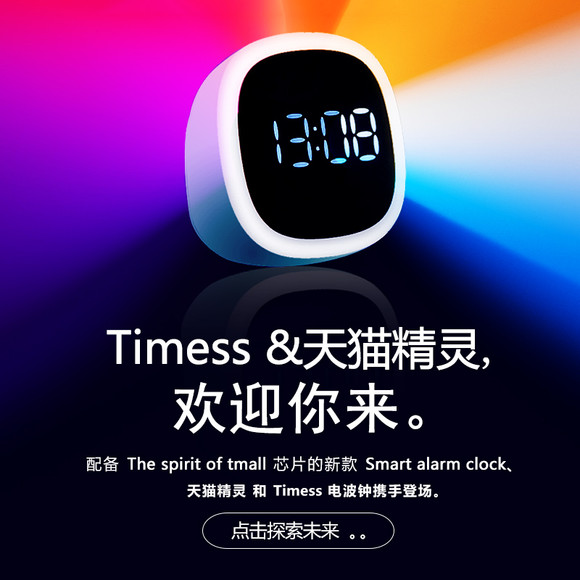 13:08
Timess &天猫精灵,
欢迎你来。
配备 The spirit of tmall 芯片的新款 Smart alarm clock、
天猫精灵 和 Timess 电波钟携手登场。
点击探索未来 。。